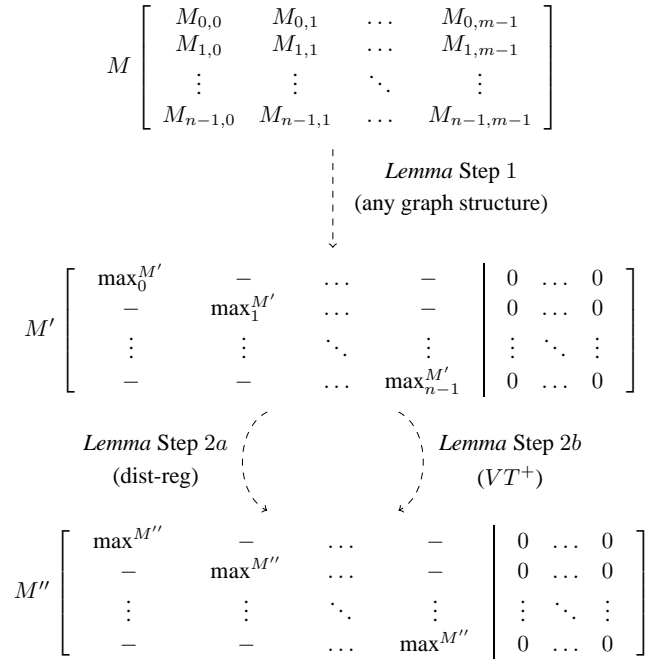 M_{0,0} M_{0,1} … M_{0,m−1}
M_{1,0} M_{1,1} … M_{1,m−1}
M [ ⋮ ⋮ ⋱ ⋮ ]
M_{n−1,0} M_{n−1,1} … M_{n−1,m−1}
Lemma Step 1
(any graph structure)
max_0^{M′} − … − | 0 … 0
− max_1^{M′} … − | 0 … 0
M′ [ ⋮ ⋮ ⋱ ⋮ | ⋮ ⋱ ⋮ ]
− − … max_{n−1}^{M′} | 0 … 0
Lemma Step 2a
(dist-reg)
Lemma Step 2b
(VT^+)
max^{M′′} − … − | 0 … 0
− max^{M′′} … − | 0 … 0
M′′ [ ⋮ ⋮ ⋱ ⋮ | ⋮ ⋱ ⋮ ]
− − … max^{M′′} | 0 … 0